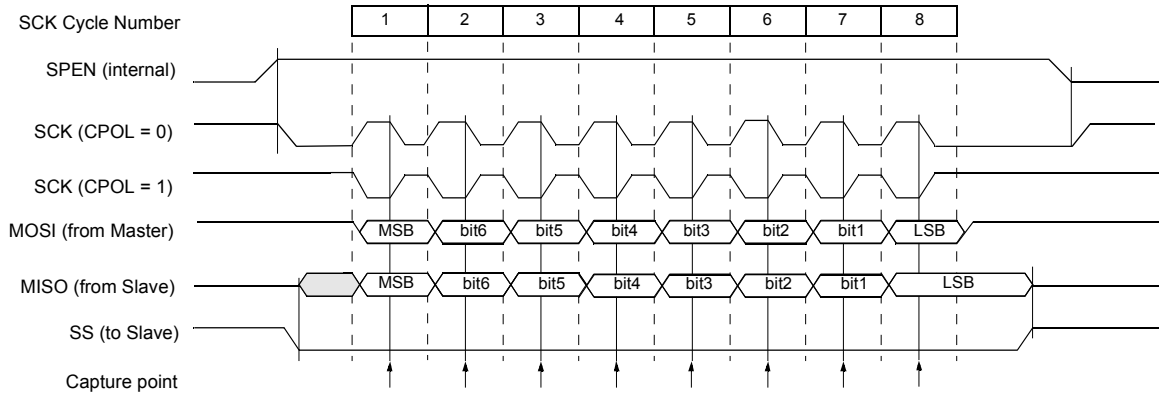 SCK Cycle Number 1 2 3 4 5 6 7 8
SPEN (internal)
SCK (CPOL = 0)
SCK (CPOL = 1)
MOSI (from Master) MSB bit6 bit5 bit4 bit3 bit2 bit1 LSB
MISO (from Slave) MSB bit6 bit5 bit4 bit3 bit2 bit1 LSB
SS (to Slave)
Capture point